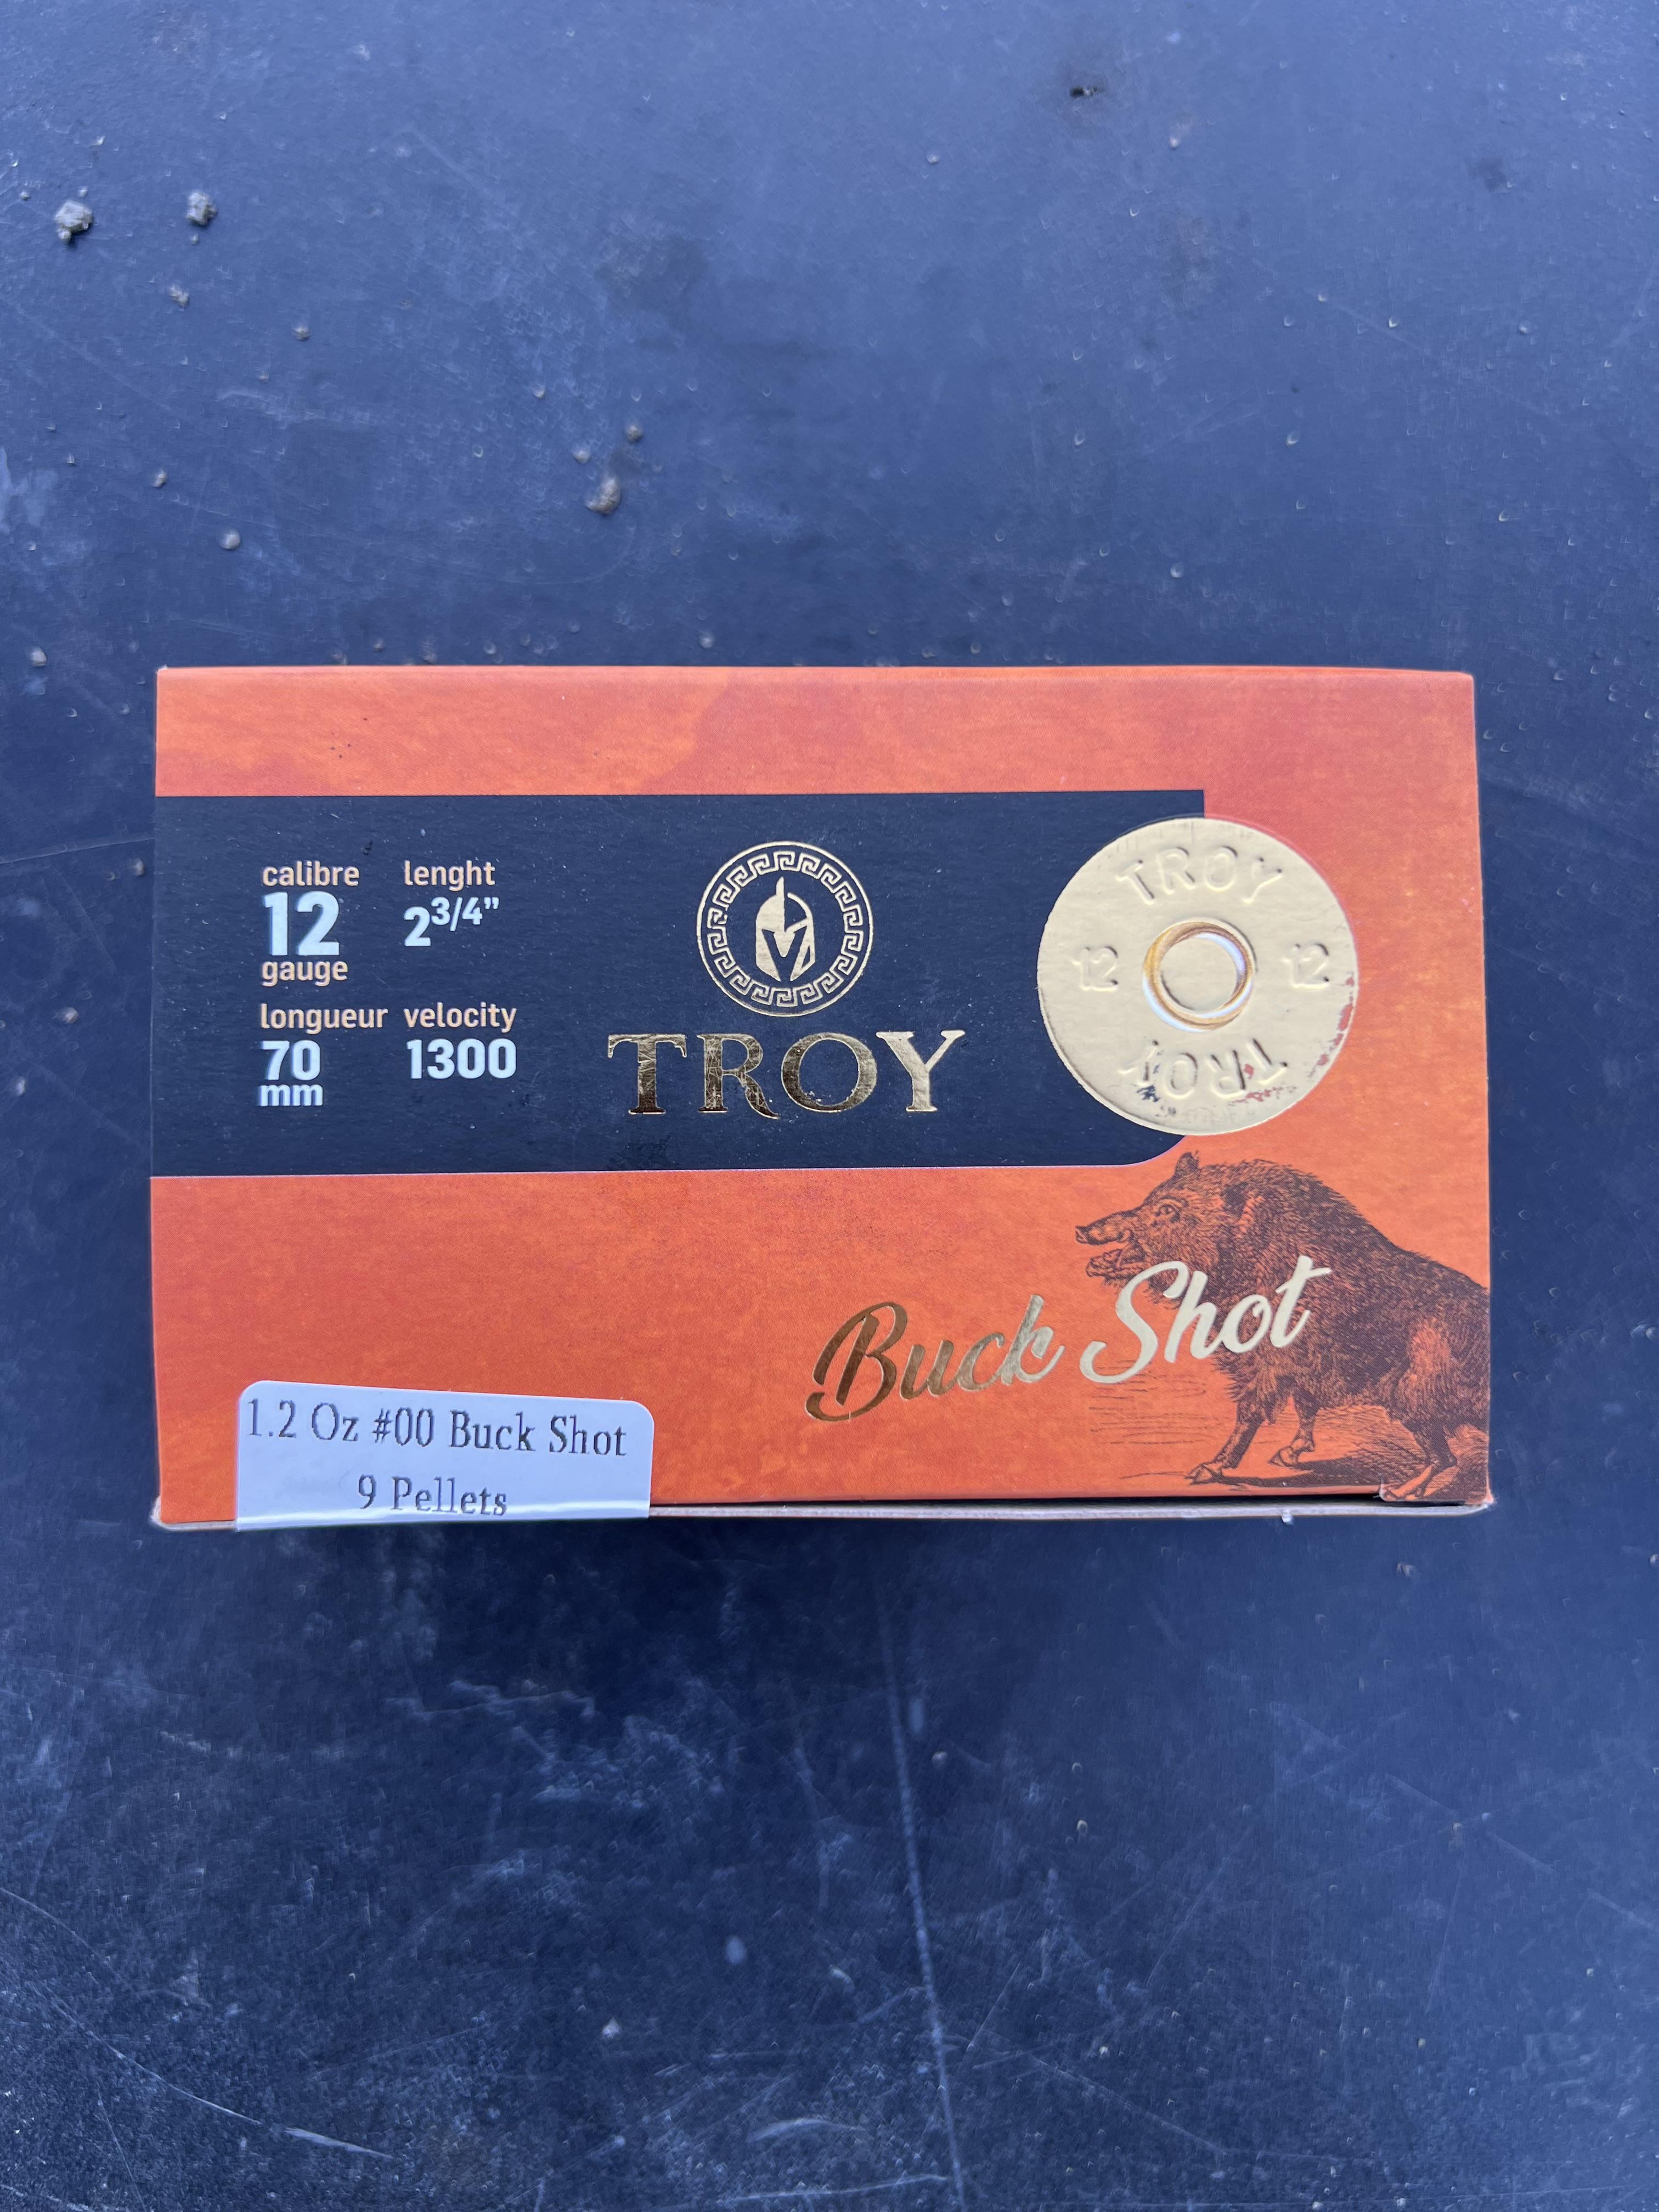 calibre
12
gauge
lenght
2 3/4"
longueur
70
mm
velocity
1300
TROY
TROY
12 12
TROY
Buck Shot
1.2 Oz #00 Buck Shot
9 Pellets